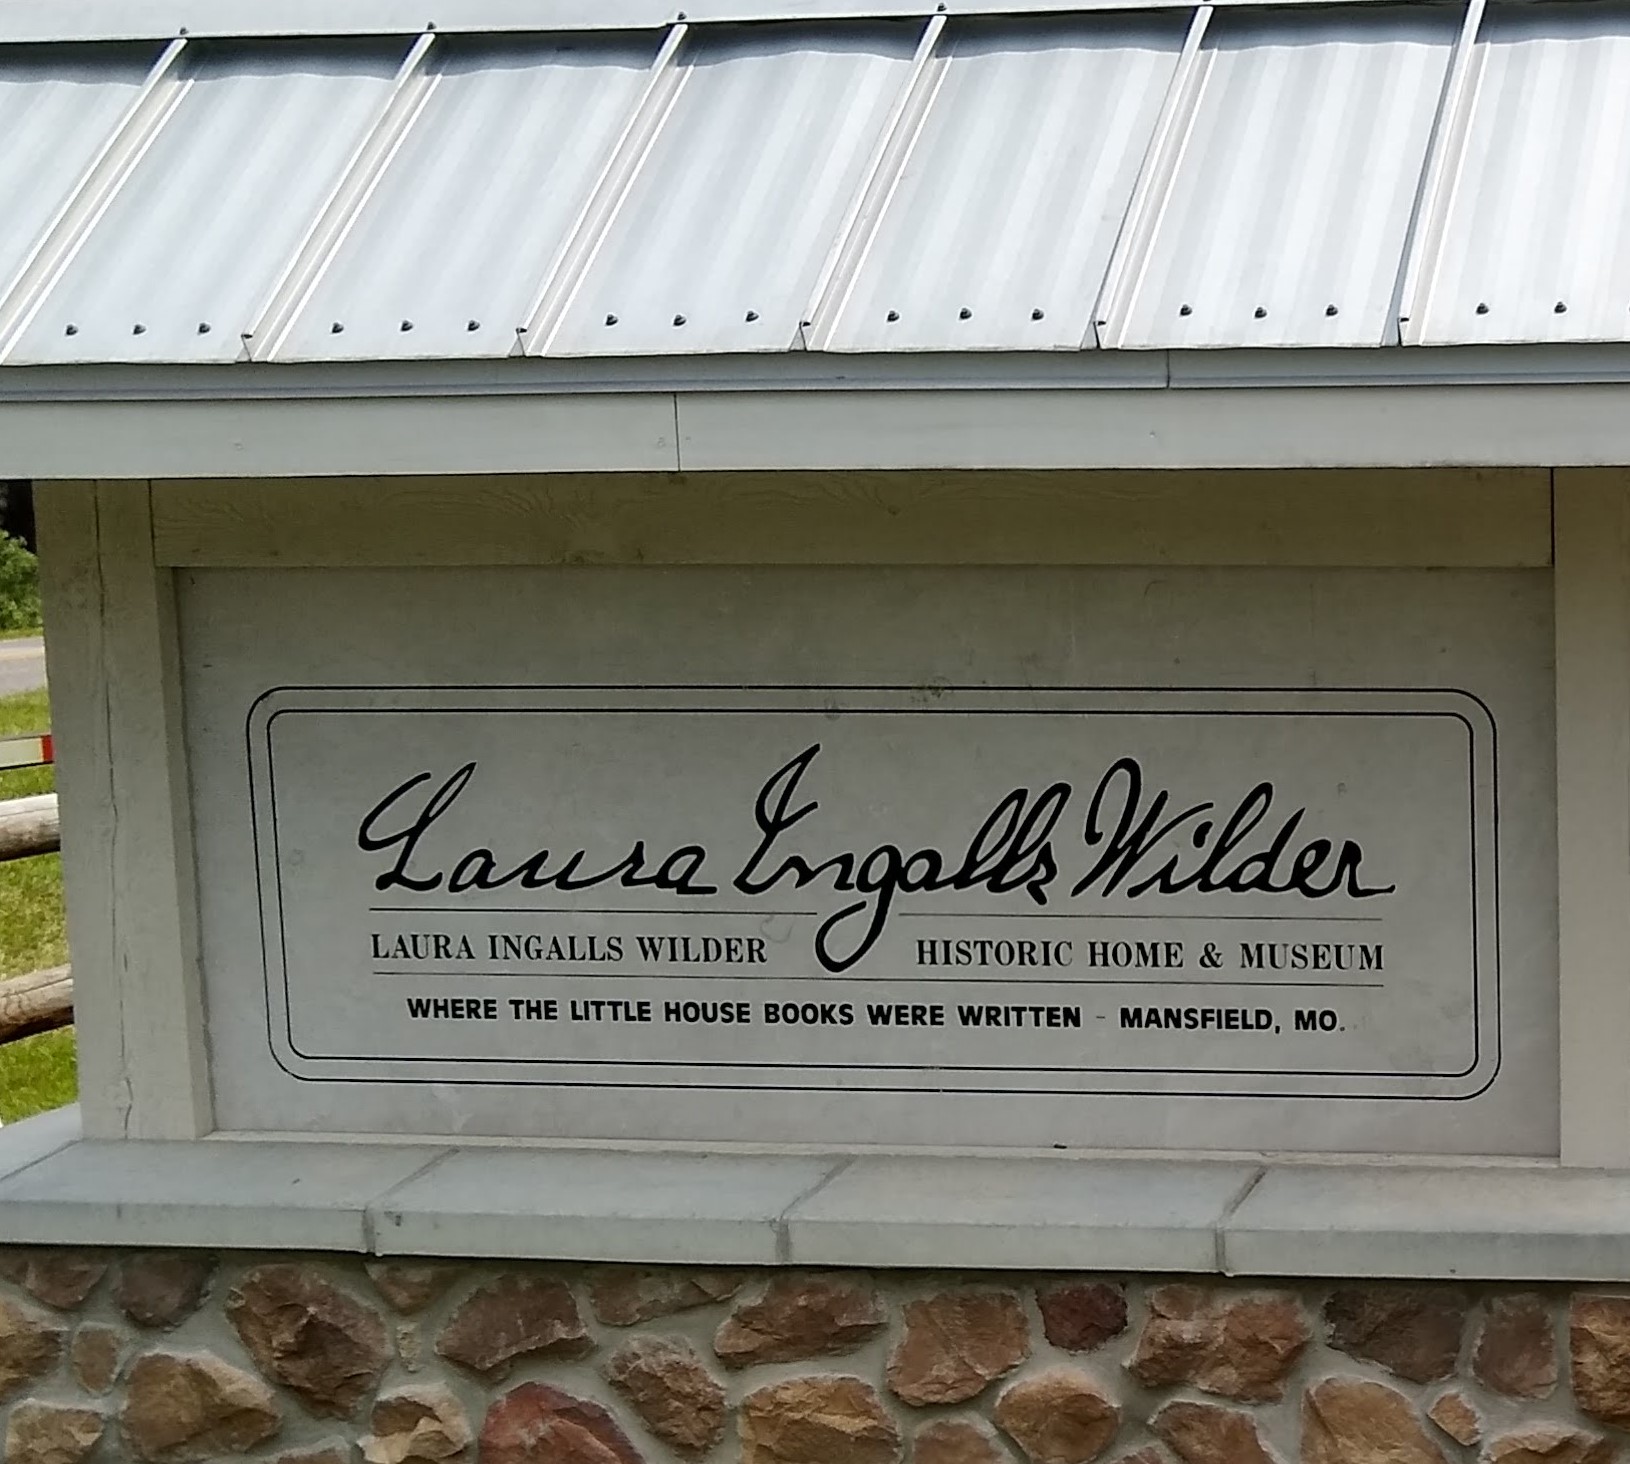 Laura Ingalls Wilder
LAURA INGALLS WILDER HISTORIC HOME & MUSEUM
WHERE THE LITTLE HOUSE BOOKS WERE WRITTEN - MANSFIELD, MO.